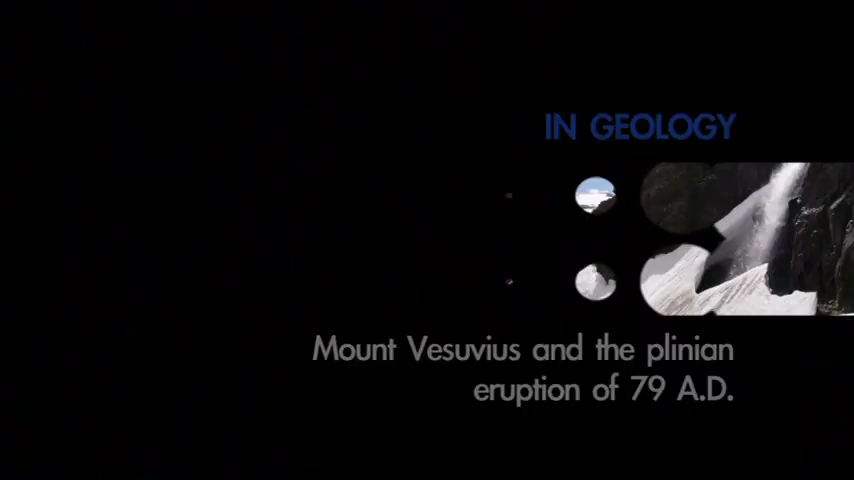 IN GEOLOGY
Mount Vesuvius and the plinian
eruption of 79 A.D.